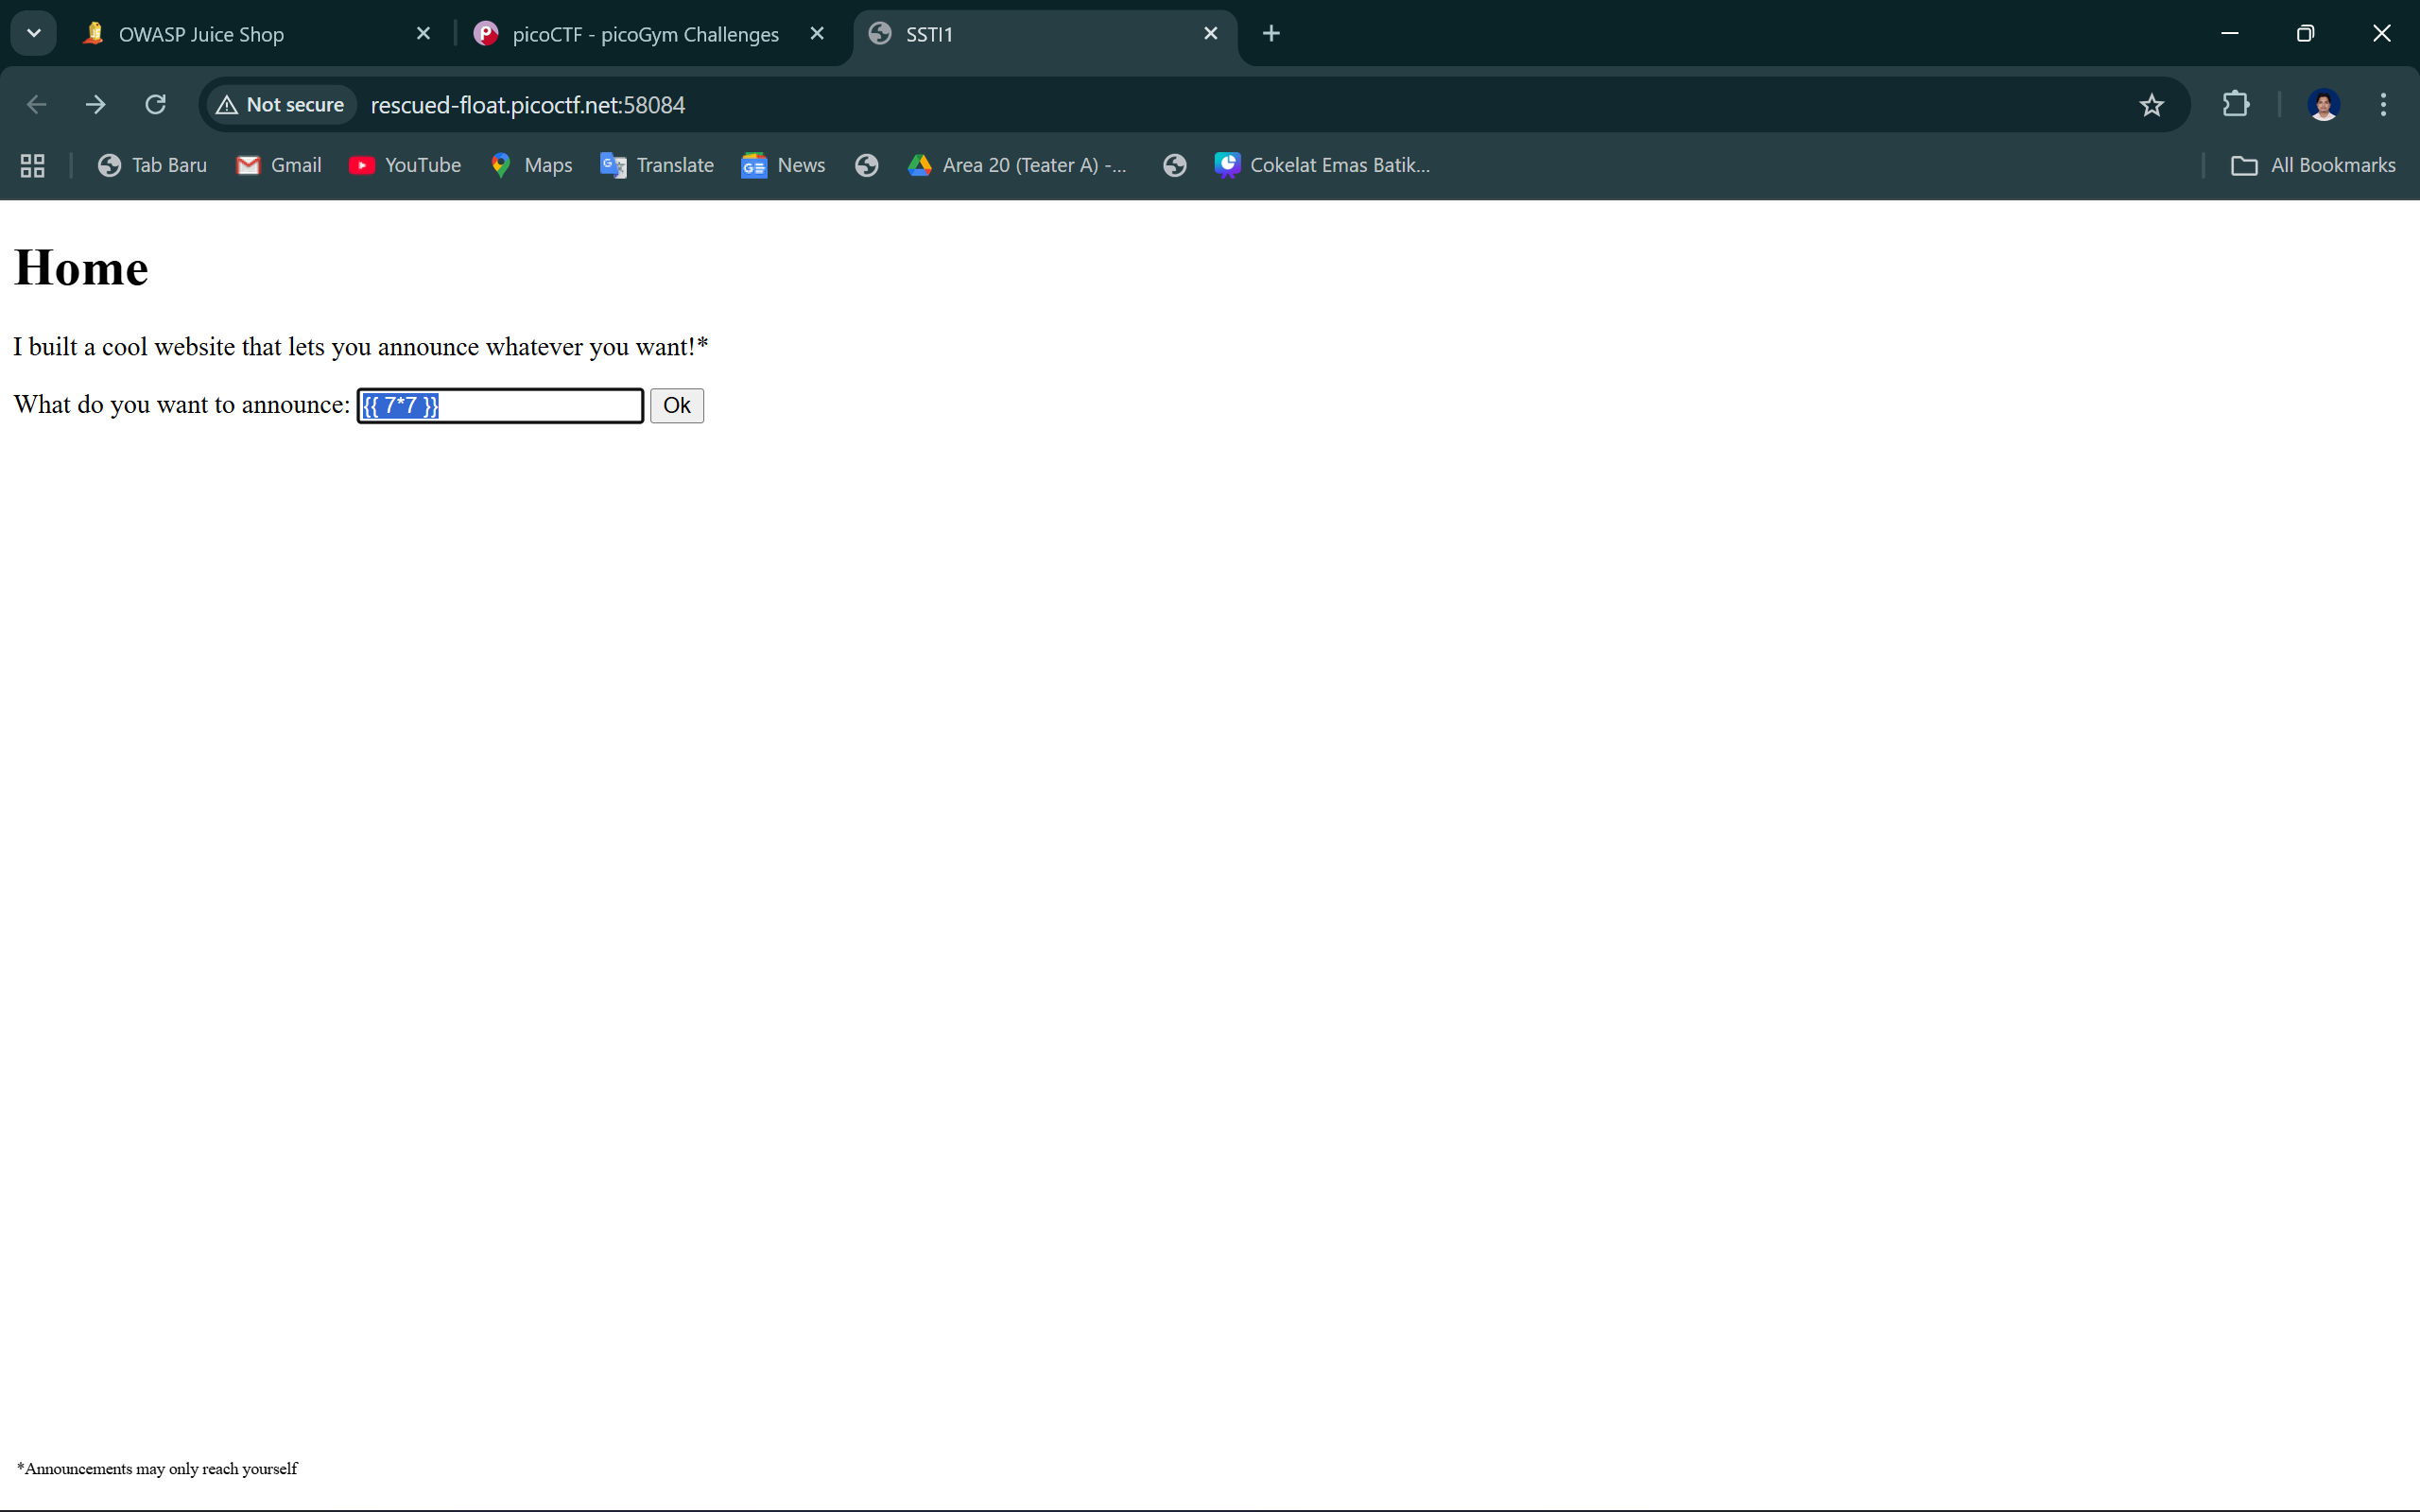 OWASP Juice Shop
picoCTF - picoGym Challenges
SSTI1
Not secure
rescued-float.picoctf.net:58084
Tab Baru
Gmail
YouTube
Maps
Translate
News
Area 20 (Teater A) -...
Cokelat Emas Batik...
All Bookmarks
Home
I built a cool website that lets you announce whatever you want!*
What do you want to announce: {{ 7*7 }} Ok
*Announcements may only reach yourself